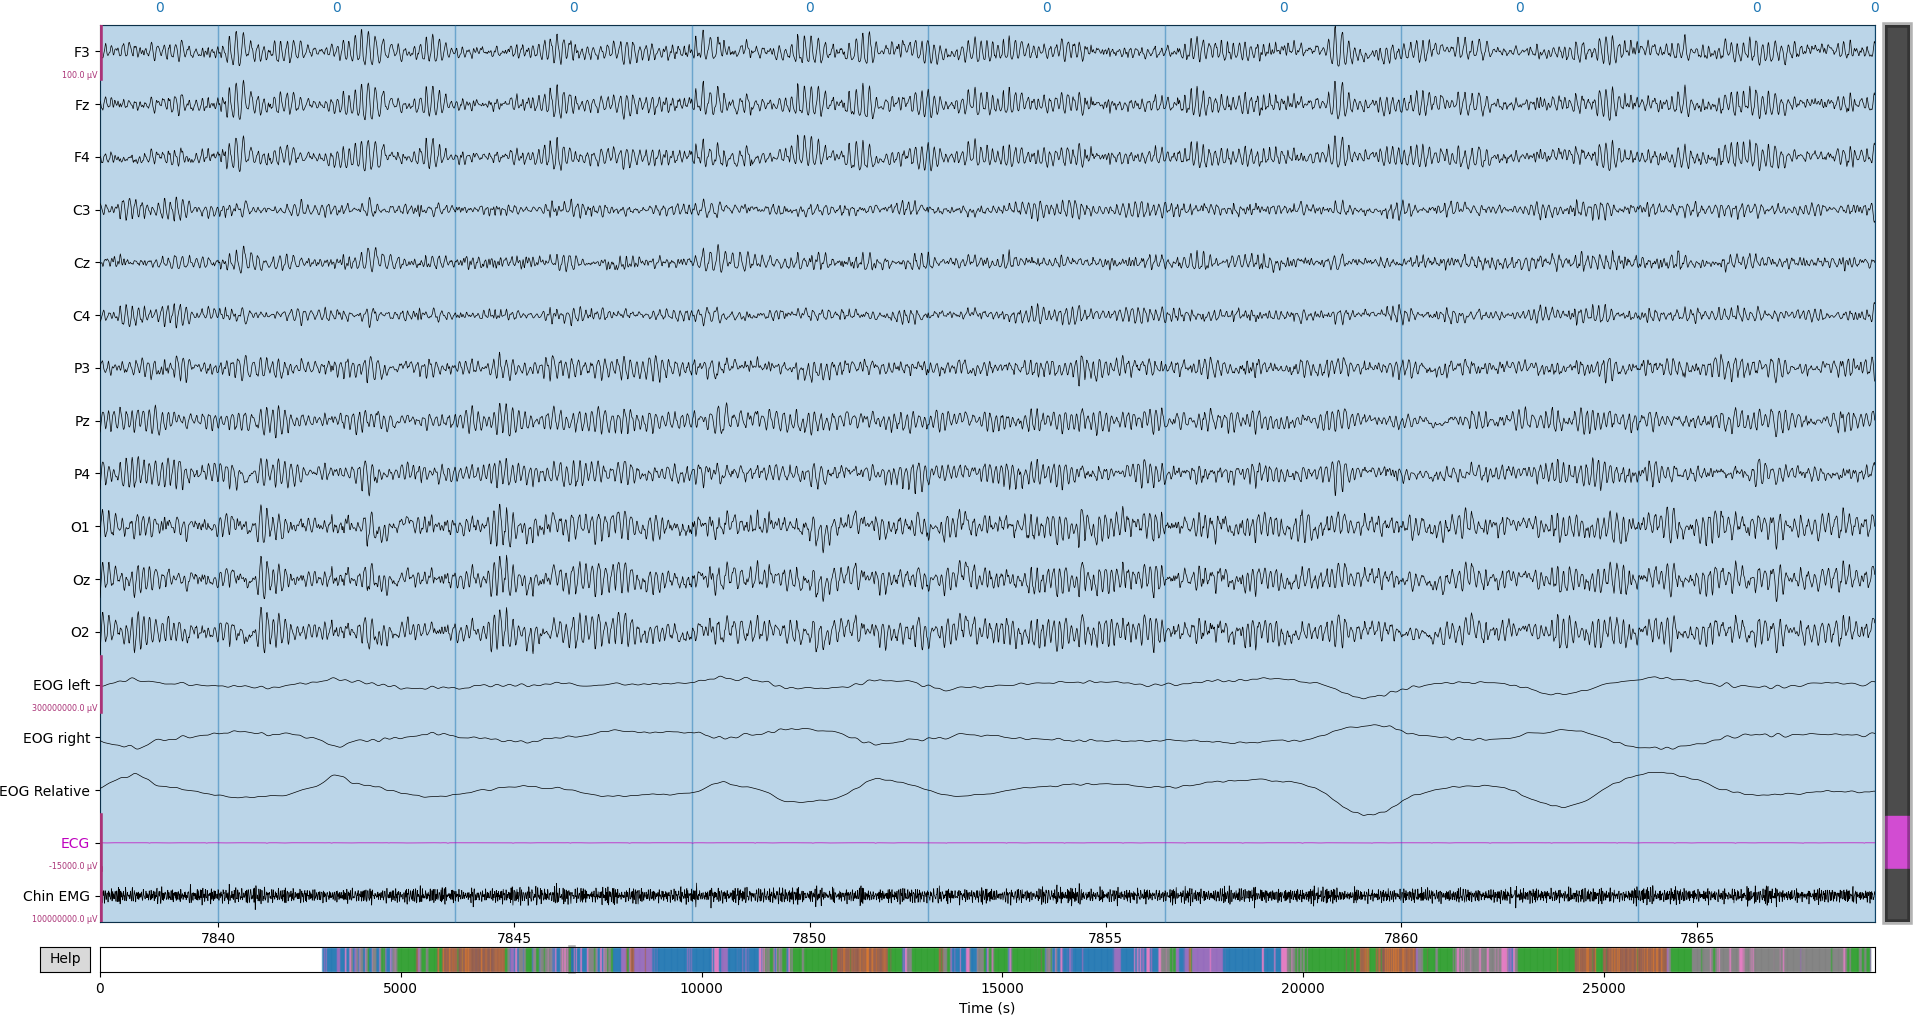 0 0 0 0 0 0 0 0 0
F3
100.0 µV
Fz
F4
C3
Cz
C4
P3
Pz
P4
O1
Oz
O2
EOG left
300000000.0 µV
EOG right
EOG Relative
ECG
-15000.0 µV
Chin EMG
100000000.0 µV
7840 7845 7850 7855 7860 7865
Help
0 5000 10000 15000 20000 25000
Time (s)